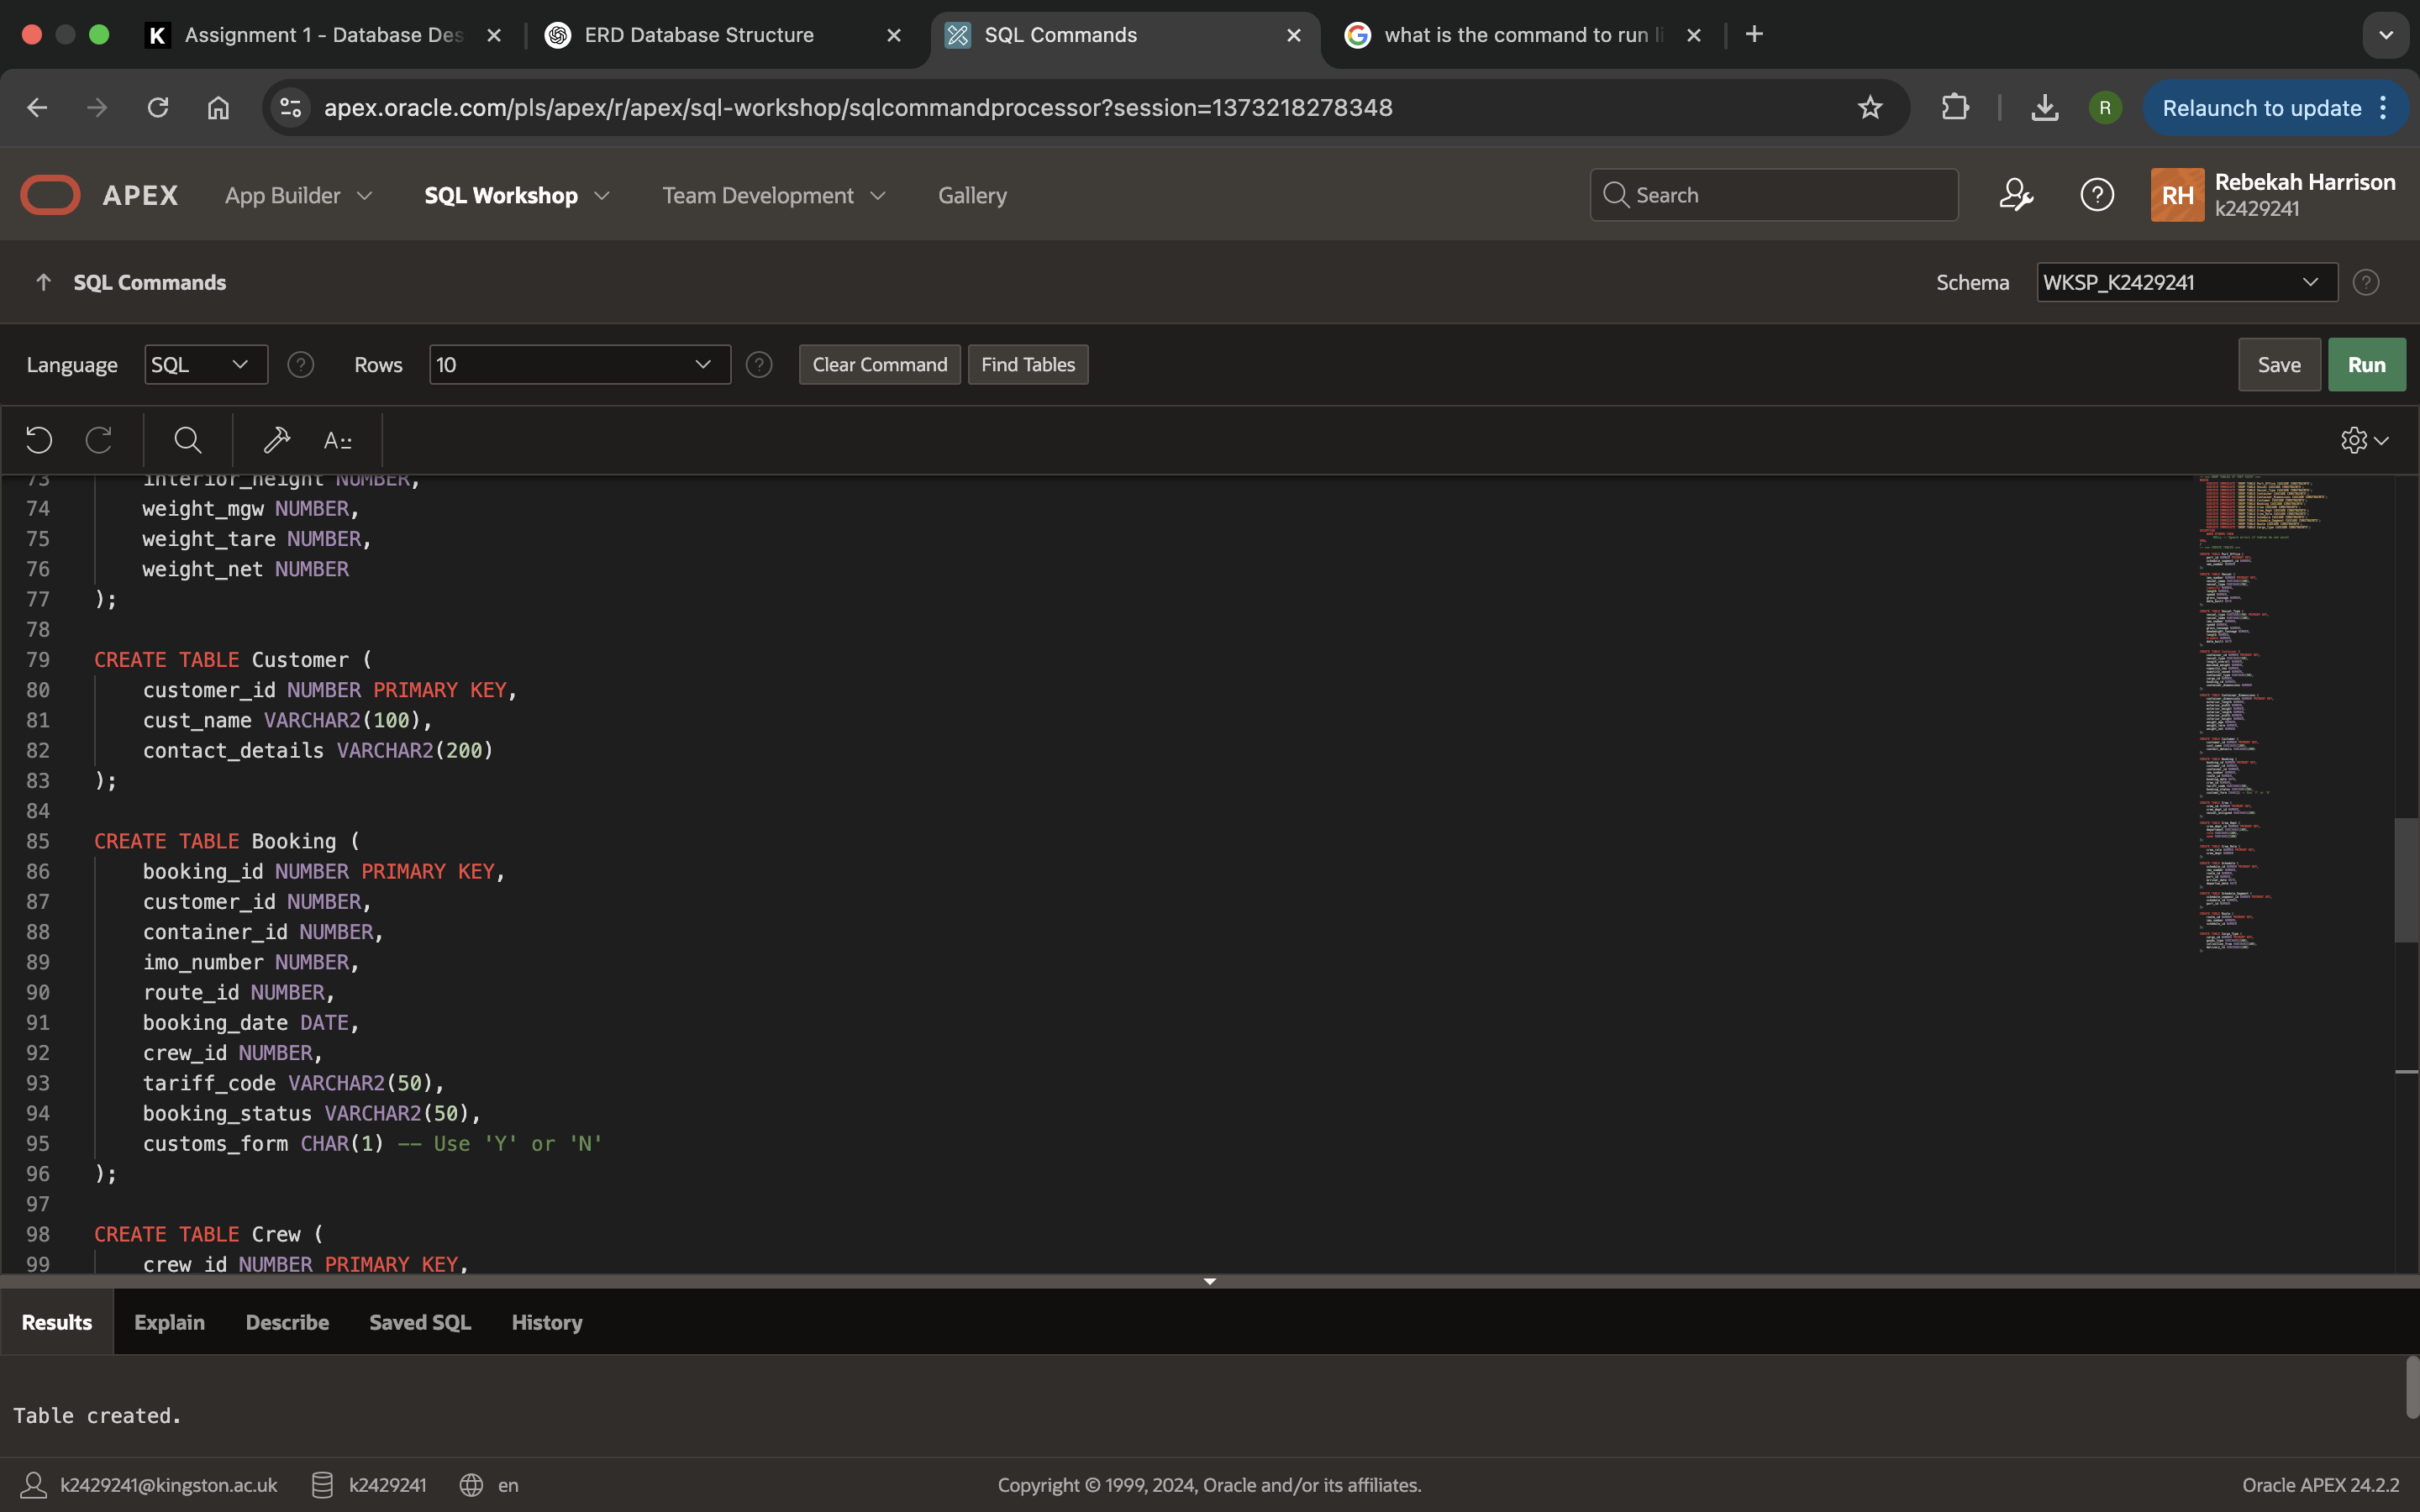 K Assignment 1 - Database Des
ERD Database Structure
SQL Commands
what is the command to run li
apex.oracle.com/pls/apex/r/apex/sql-workshop/sqlcommandprocessor?session=1373218278348
R
Relaunch to update
APEX
App Builder
SQL Workshop
Team Development
Gallery
Search
RH
Rebekah Harrison
k2429241
SQL Commands
Schema
WKSP_K2429241
Language
SQL
Rows
10
Clear Command
Find Tables
Save
Run
73 interior_height NUMBER,
74 weight_mgw NUMBER,
75 weight_tare NUMBER,
76 weight_net NUMBER
77 );
78
79 CREATE TABLE Customer (
80 customer_id NUMBER PRIMARY KEY,
81 cust_name VARCHAR2(100),
82 contact_details VARCHAR2(200)
83 );
84
85 CREATE TABLE Booking (
86 booking_id NUMBER PRIMARY KEY,
87 customer_id NUMBER,
88 container_id NUMBER,
89 imo_number NUMBER,
90 route_id NUMBER,
91 booking_date DATE,
92 crew_id NUMBER,
93 tariff_code VARCHAR2(50),
94 booking_status VARCHAR2(50),
95 customs_form CHAR(1) -- Use 'Y' or 'N'
96 );
97
98 CREATE TABLE Crew (
99 crew_id NUMBER PRIMARY KEY,
Results
Explain
Describe
Saved SQL
History
Table created.
k2429241@kingston.ac.uk
k2429241
en
Copyright © 1999, 2024, Oracle and/or its affiliates.
Oracle APEX 24.2.2